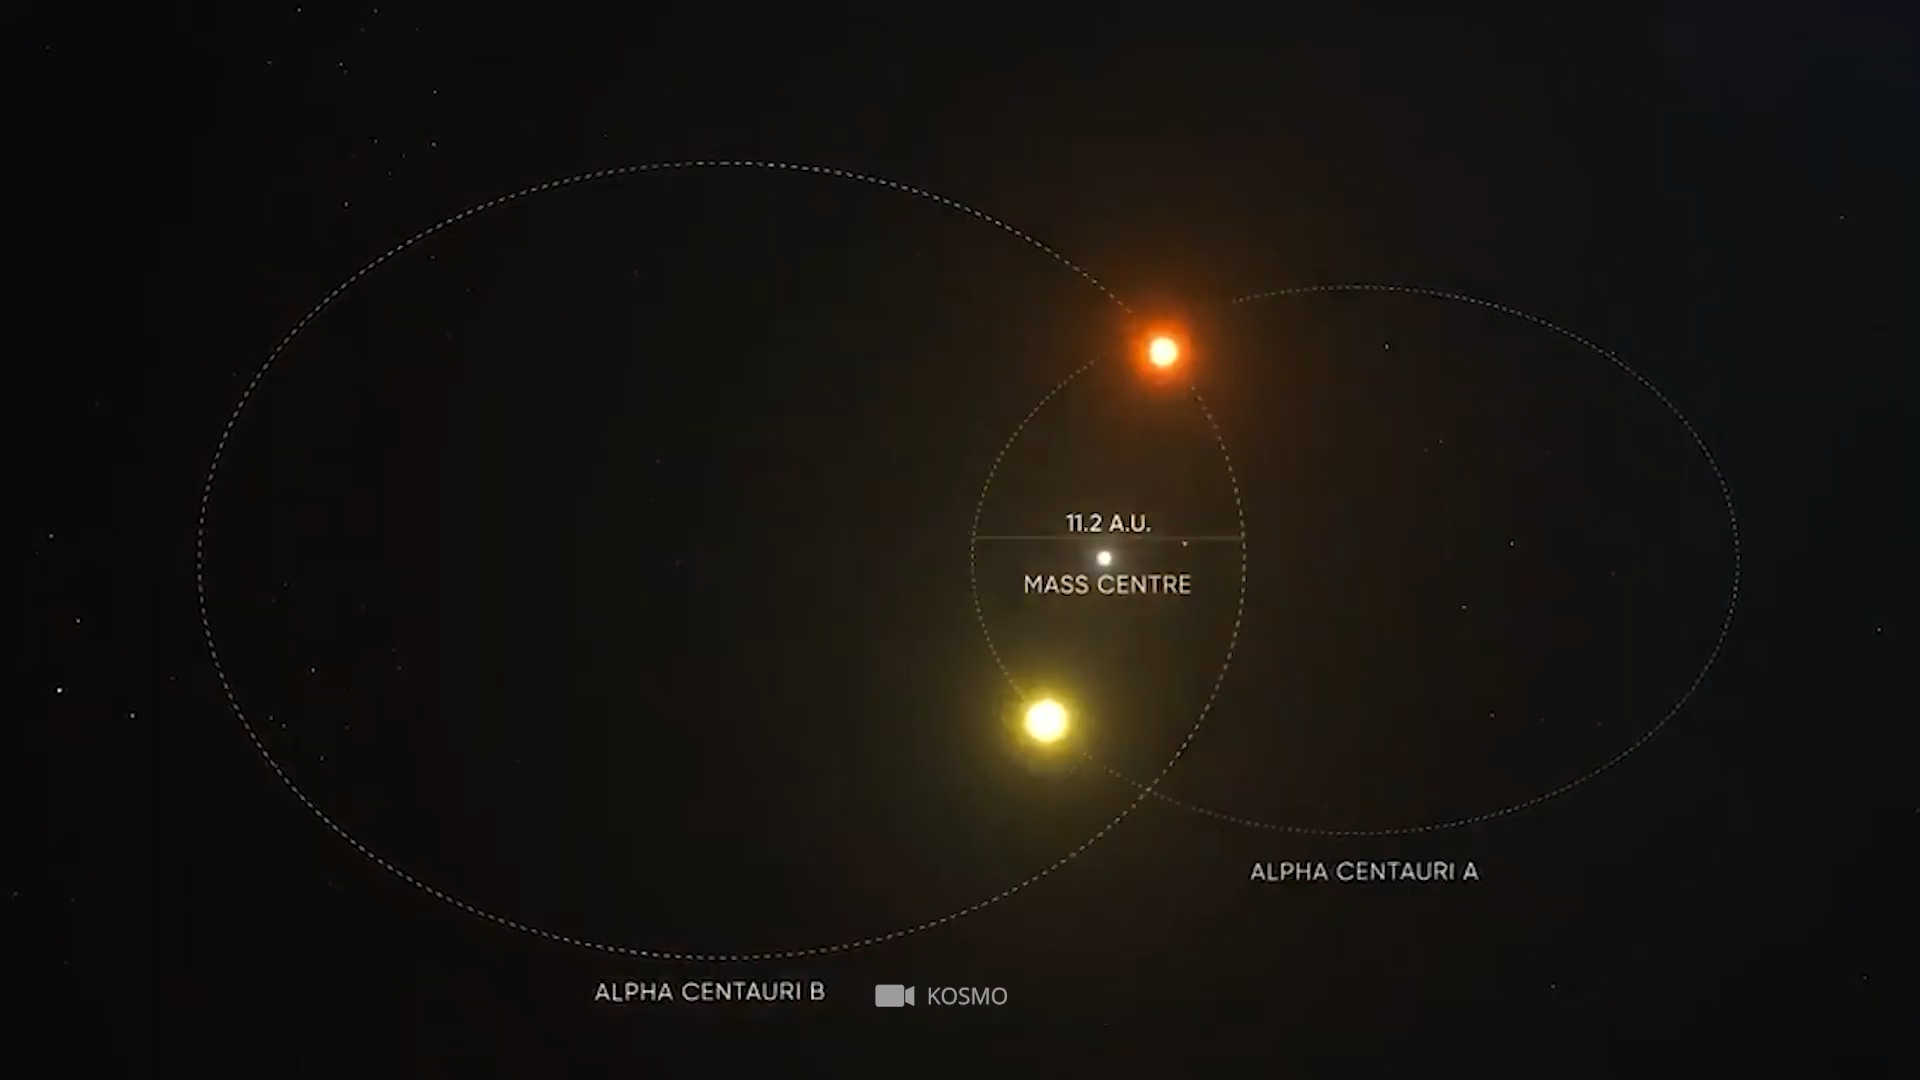 11.2 A.U.
MASS CENTRE
ALPHA CENTAURI A
ALPHA CENTAURI B
KOSMO